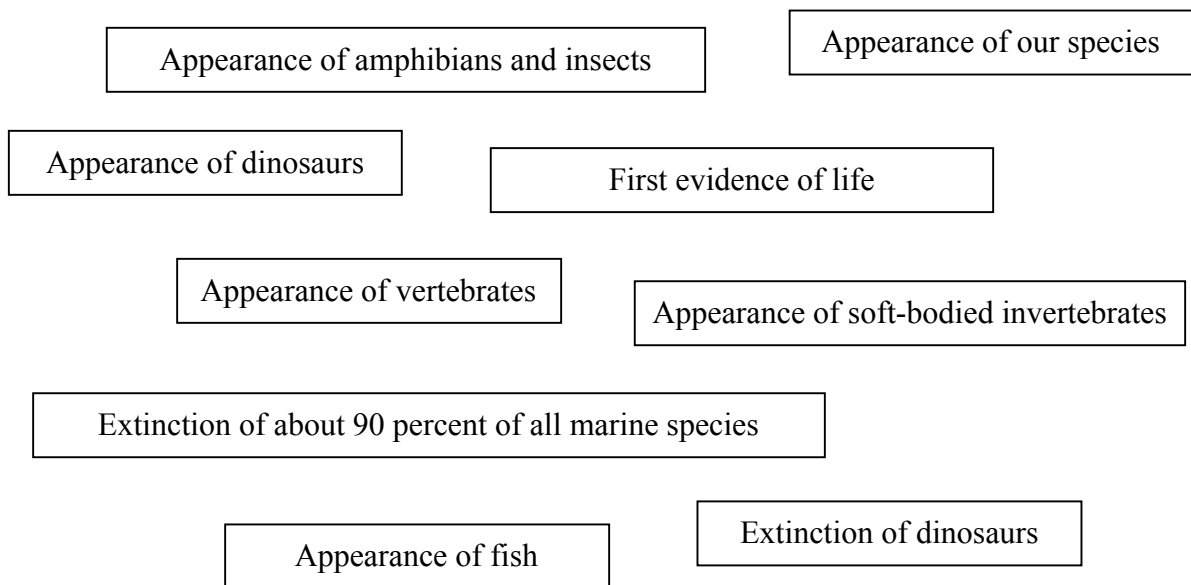 Appearance of amphibians and insects
Appearance of our species
Appearance of dinosaurs
First evidence of life
Appearance of vertebrates
Appearance of soft-bodied invertebrates
Extinction of about 90 percent of all marine species
Appearance of fish
Extinction of dinosaurs